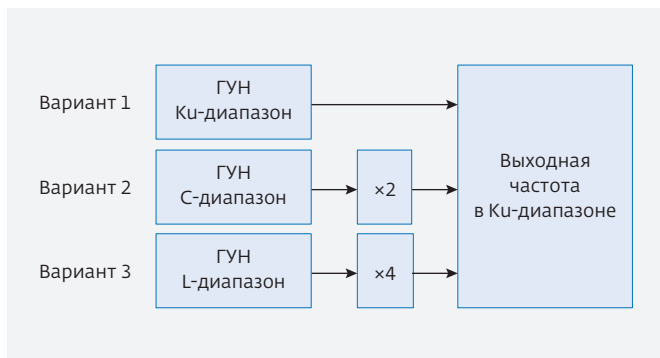 Вариант 1
ГУН
Ku-диапазон
Вариант 2
ГУН
C-диапазон
×2
Вариант 3
ГУН
L-диапазон
×4
Выходная
частота
в Ku-диапазоне